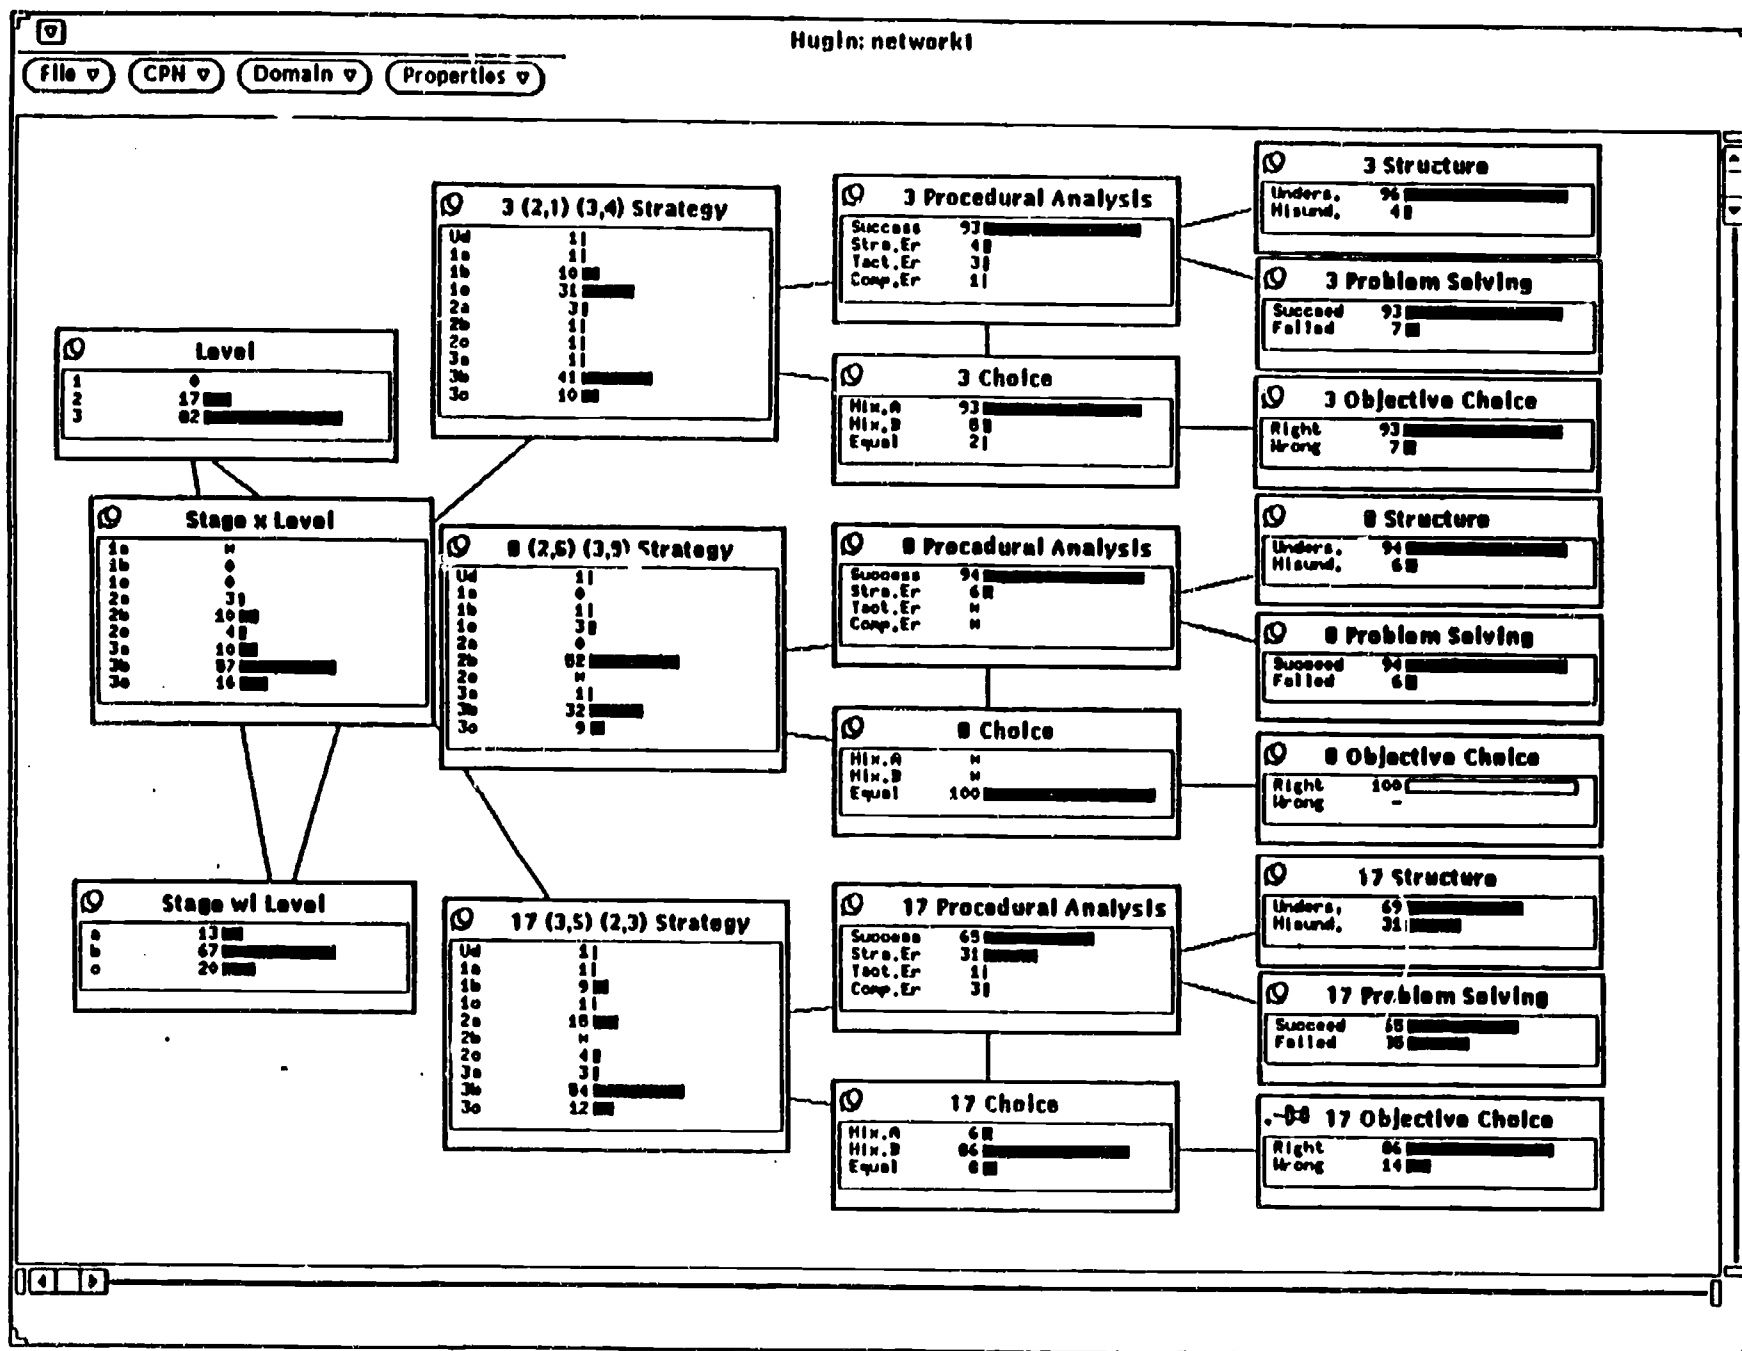 Hugin: network1
File CPN Domain Properties
Level
1 0
2 17
3 82
Stage x Level
1a M
1b 0
1c 0
2a 3
2b 10
2c 4
3a 10
3b 57
3c 16
Stage wi Level
a 13
b 67
c 20
3 (2,1) (3,4) Strategy
Ud 1
1a 1
1b 10
1c 31
2a 3
2b 1
2c 1
3a 1
3b 41
3c 10
8 (2,6) (3,9) Strategy
Ud 1
1a 0
1b 1
1c 3
2a 0
2b 52
2c M
3a 1
3b 32
3c 9
17 (3,5) (2,3) Strategy
Ud 1
1a 1
1b 9
1c 1
2a 15
2b M
2c 4
3a 3
3b 54
3c 12
3 Procedural Analysis
Success 93
Stra.Er 4
Tact.Er 3
Comp.Er 1
3 Choice
Mix.A 93
Mix.B
Equal 2
8 Procedural Analysis
Success 94
Stra.Er 6
Tact.Er M
Comp.Er M
8 Choice
Mix.A M
Mix.B M
Equal 100
17 Procedural Analysis
Success 65
Stra.Er 31
Tact.Er 1
Comp.Er 3
17 Choice
Mix.A 6
Mix.B 86
Equal 8
3 Structure
Unders. 96
Misund. 4
3 Problem Solving
Succeed 93
Failed 7
3 Objective Choice
Right 93
Wrong 7
8 Structure
Unders. 94
Misund. 6
8 Problem Solving
Succeed 94
Failed 6
8 Objective Choice
Right 100
Wrong -
17 Structure
Unders. 69
Misund. 31
17 Problem Solving
Succeed 65
Failed 35
17 Objective Choice
Right 86
Wrong 14